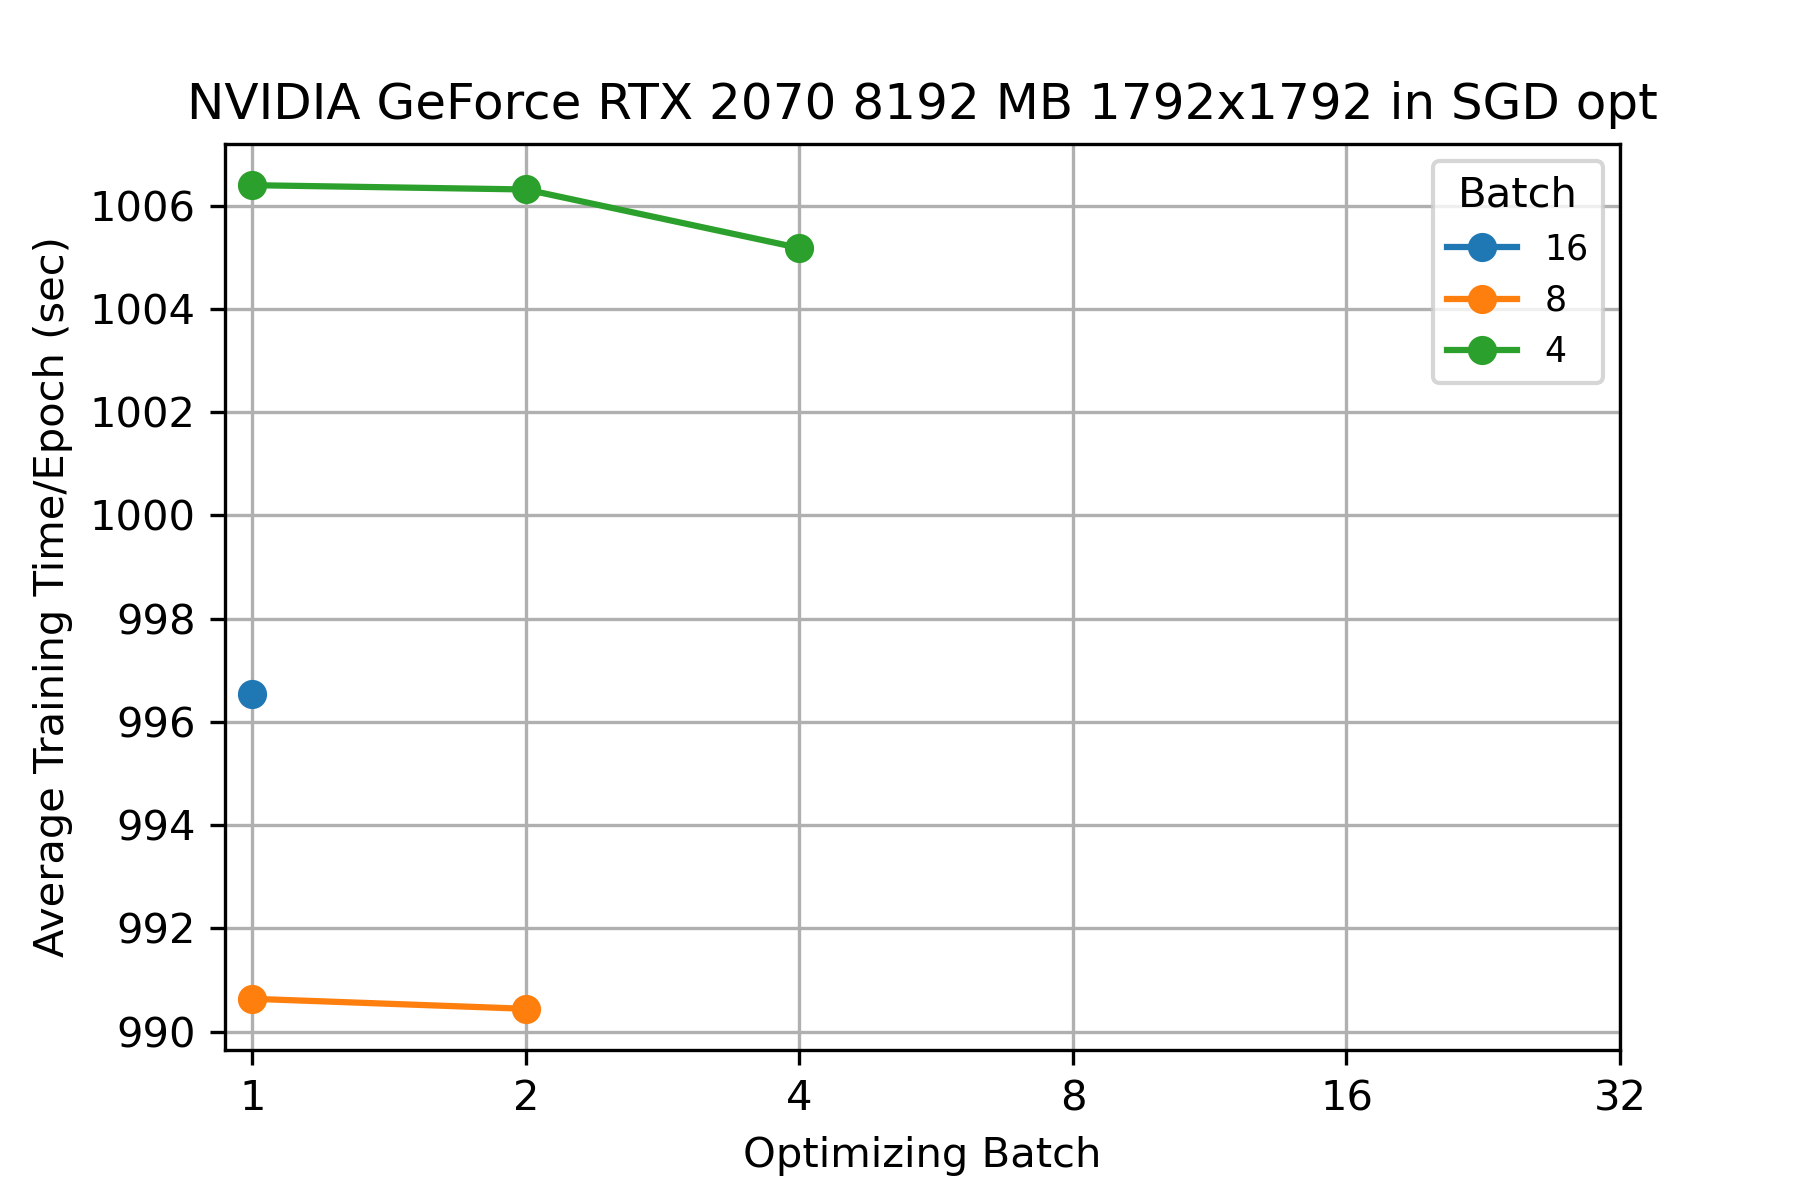 NVIDIA GeForce RTX 2070 8192 MB 1792x1792 in SGD opt
Average Training Time/Epoch (sec)
1006
1004
1002
1000
998
996
994
992
990
Batch
16
8
4
1 2 4 8 16 32
Optimizing Batch